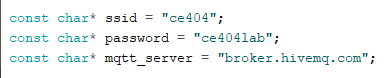 const char* ssid = "ce404";
const char* password = "ce404lab";
const char* mqtt_server = "broker.hivemq.com";